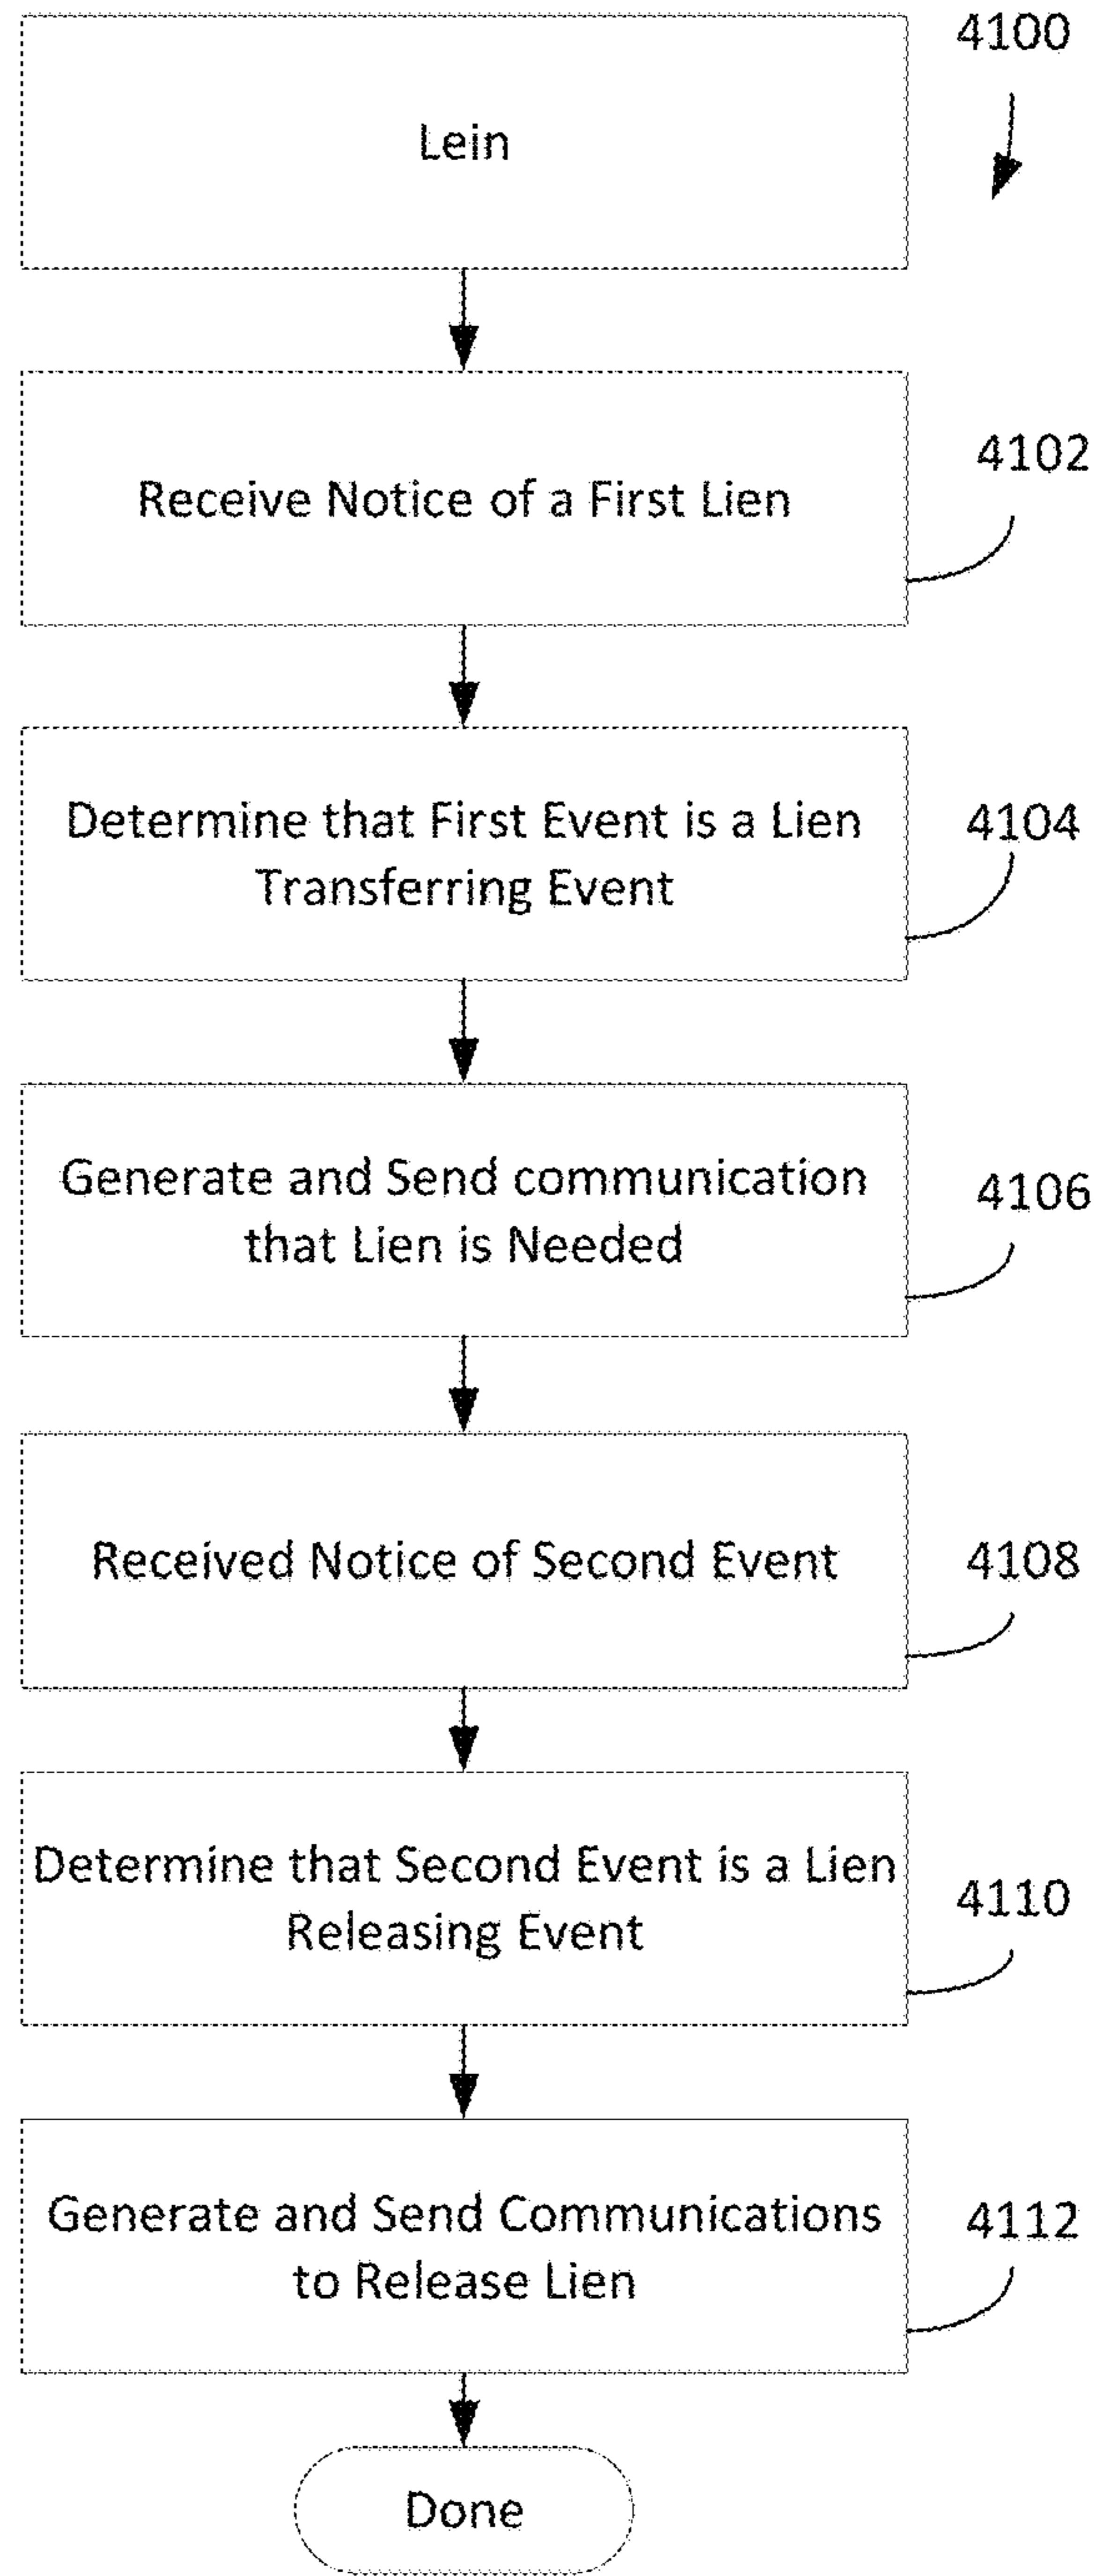 4100
Lein
Receive Notice of a First Lien
4102
Determine that First Event is a Lien
Transferring Event
4104
Generate and Send communication
that Lien is Needed
4106
Received Notice of Second Event
4108
Determine that Second Event is a Lien
Releasing Event
4110
Generate and Send Communications
to Release Lien
4112
Done